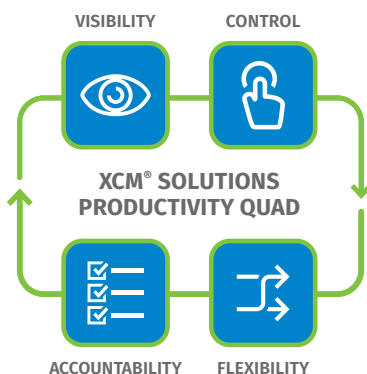 VISIBILITY
CONTROL
XCM® SOLUTIONS
PRODUCTIVITY QUAD
ACCOUNTABILITY
FLEXIBILITY